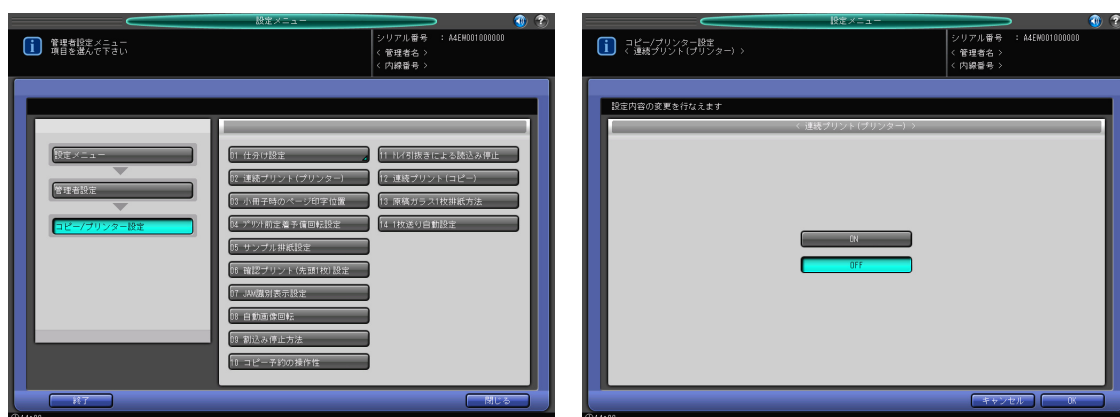 設定メニュー
管理者設定メニュー
項目を選んで下さい
シリアル番号 : A4EW001000000
< 管理者名 >
< 内線番号 >
設定メニュー
管理者設定
コピー/プリンター設定
01 仕分け設定
02 連続プリント(プリンター)
03 小冊子時のページ印字位置
04 プリント前定着予備回転設定
05 サンプル排紙設定
06 確認プリント(先頭1枚)設定
07 JAM識別表示設定
08 自動画像回転
09 割込み停止方法
10 コピー予約の操作性
11 トレイ引抜きによる読込み停止
12 連続プリント(コピー)
13 原稿ガラス1枚排紙方法
14 1枚送り自動設定
終了
閉じる
設定メニュー
コピー/プリンター設定
< 連続プリント(プリンター) >
シリアル番号 : A4EW001000000
< 管理者名 >
< 内線番号 >
設定内容の変更を行なえます
< 連続プリント(プリンター) >
ON
OFF
キャンセル
OK